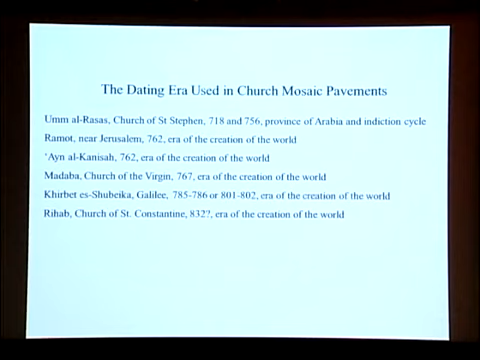 The Dating Era Used in Church Mosaic Pavements
Umm al-Rasas, Church of St Stephen, 718 and 756, province of Arabia and indiction cycle
Ramot, near Jerusalem, 762, era of the creation of the world
`Ayn al-Kanisah, 762, era of the creation of the world
Madaba, Church of the Virgin, 767, era of the creation of the world
Khirbet es-Shubeika, Galilee, 785-786 or 801-802, era of the creation of the world
Rihab, Church of St. Constantine, 832?, era of the creation of the world